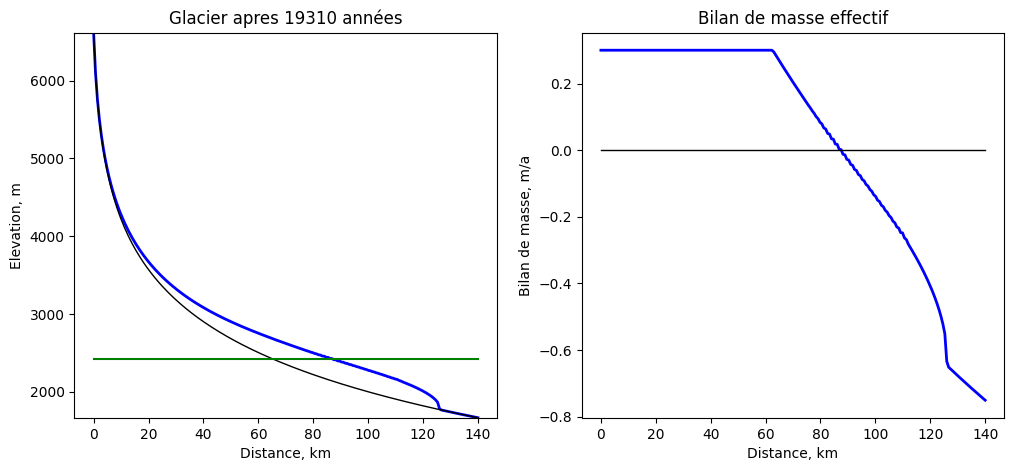 Glacier apres 19310 années
Elevation, m
6000
5000
4000
3000
2000
0 20 40 60 80 100 120 140
Distance, km
Bilan de masse effectif
Bilan de masse, m/a
0.2
0.0
−0.2
−0.4
−0.6
−0.8
0 20 40 60 80 100 120 140
Distance, km